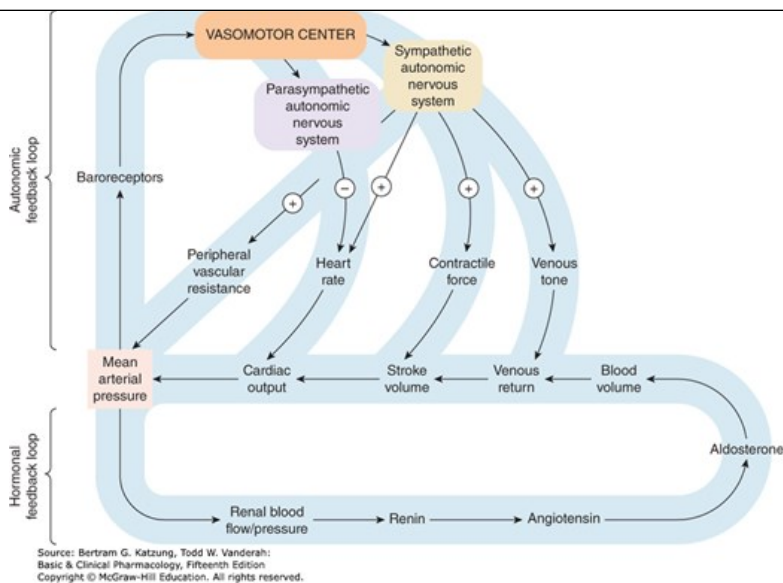 VASOMOTOR CENTER
Sympathetic
autonomic
nervous
system
Parasympathetic
autonomic
nervous
system
Autonomic
feedback loop
Baroreceptors
+
−
+
+
+
Peripheral
vascular
resistance
Heart
rate
Contractile
force
Venous
tone
Mean
arterial
pressure
Cardiac
output
Stroke
volume
Venous
return
Blood
volume
Hormonal
feedback loop
Aldosterone
Renal blood
flow/pressure
Renin
Angiotensin
Source: Bertram G. Katzung, Todd W. Vanderah:
Basic & Clinical Pharmacology, Fifteenth Edition
Copyright © McGraw-Hill Education. All rights reserved.